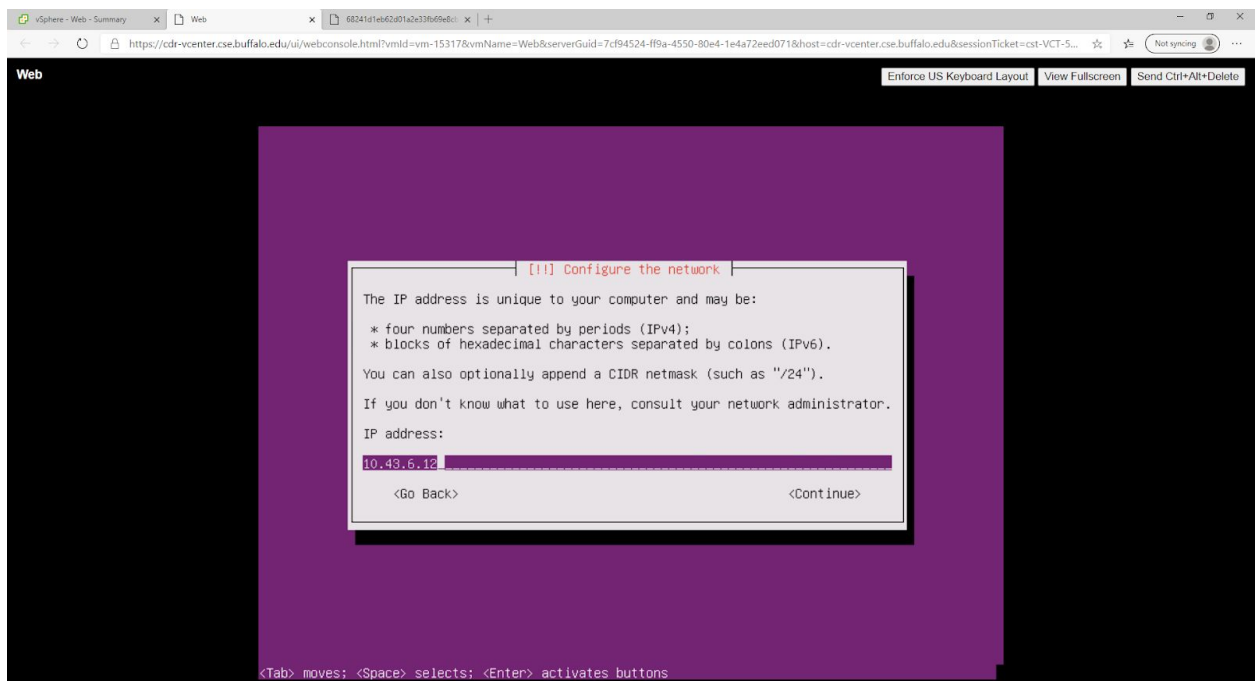 vSphere - Web - Summary
Web
68241d1eb62d01a2e33fb69e8c
https://cdr-vcenter.cse.buffalo.edu/ui/webconsole.html?vmId=vm-15317&vmName=Web&serverGuid=7cf94524-ff9a-4550-80e4-1e4a72eed071&host=cdr-vcenter.cse.buffalo.edu&sessionTicket=cst-VCT-5...
Not syncing
Web
Enforce US Keyboard Layout
View Fullscreen
Send Ctrl+Alt+Delete
[!!] Configure the network
The IP address is unique to your computer and may be:
* four numbers separated by periods (IPv4);
* blocks of hexadecimal characters separated by colons (IPv6).
You can also optionally append a CIDR netmask (such as "/24").
If you don't know what to use here, consult your network administrator.
IP address:
10.43.6.12
<Go Back> <Continue>
<Tab> moves; <Space> selects; <Enter> activates buttons